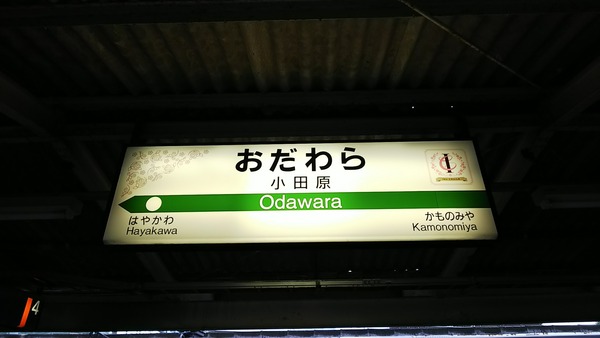 おだわら
小田原
Odawara
はやかわ
Hayakawa
かものみや
Kamonomiya
4